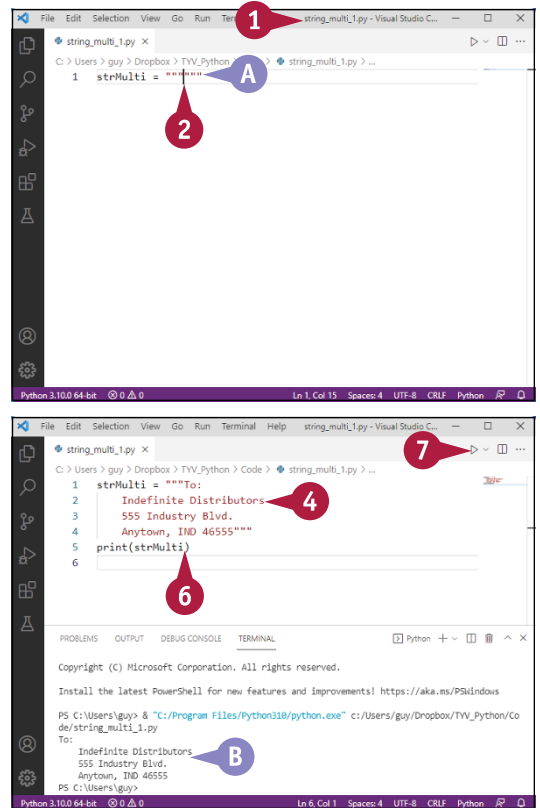 File Edit Selection View Go Run Ter 1 string_multi_1.py - Visual Studio C...
string_multi_1.py
C: > Users > guy > Dropbox > TYV_Python > > string_multi_1.py > ...
1 strMulti = """""" A
2
Python 3.10.0 64-bit 0 0 Ln 1, Col 15 Spaces: 4 UTF-8 CRLF Python
File Edit Selection View Go Run Terminal Help string_multi_1.py - Visual Studio C...
string_multi_1.py 7
C: > Users > guy > Dropbox > TYV_Python > Code > string_multi_1.py > ...
1 strMulti = """To:
2 Indefinite Distributors 4
3 555 Industry Blvd.
4 Anytown, IND 46555"""
5 print(strMulti)
6 6
PROBLEMS OUTPUT DEBUG CONSOLE TERMINAL Python
Copyright (C) Microsoft Corporation. All rights reserved.
Install the latest PowerShell for new features and improvements! https://aka.ms/PSWindows
PS C:\Users\guy> & "C:/Program Files/Python310/python.exe" c:/Users/guy/Dropbox/TYV_Python/Co
de/string_multi_1.py
To:
Indefinite Distributors
555 Industry Blvd. B
Anytown, IND 46555
PS C:\Users\guy>
Python 3.10.0 64-bit 0 0 Ln 6, Col 1 Spaces: 4 UTF-8 CRLF Python